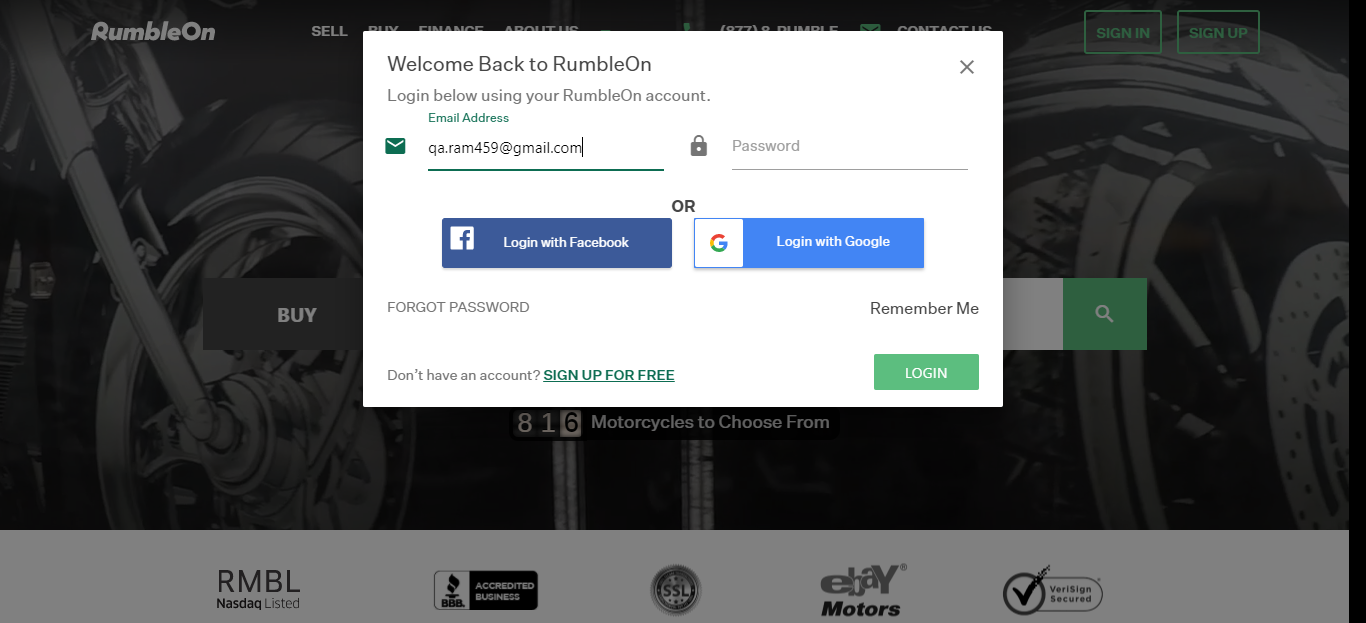 RumbleOn
SELL BUY FINANCE ABOUT US (877) 8-RUMBLE CONTACT US SIGN IN SIGN UP
Welcome Back to RumbleOn
Login below using your RumbleOn account.
Email Address
qa.ram459@gmail.com
Password
OR
Login with Facebook
Login with Google
FORGOT PASSWORD
Remember Me
Don't have an account? SIGN UP FOR FREE
LOGIN
BUY
816 Motorcycles to Choose From
RMBL
Nasdaq Listed
BBB.
ACCREDITED
BUSINESS
SSL
ebaY®
Motors
VeriSign
Secured